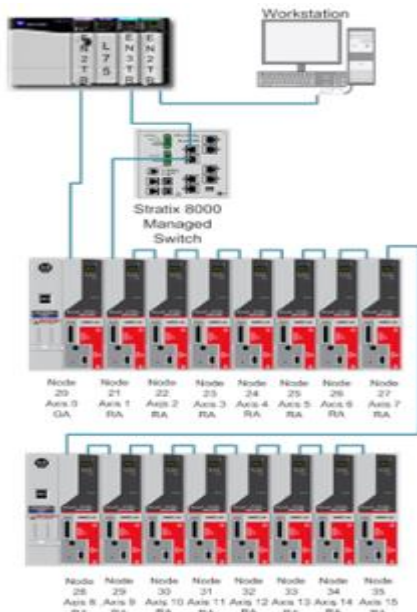 Workstation
EN2TR
L75
EN3TR
EN2TR
Stratix 8000
Managed
Switch
Node Node Node Node Node Node Node Node
20 21 22 23 24 25 26 27
Axis 0 Axis 1 Axis 2 Axis 3 Axis 4 Axis 5 Axis 6 Axis 7
GA RA RA RA RA RA RA RA
Node Node Node Node Node Node Node Node
28 29 30 31 32 33 34 35
Axis 8 Axis 9 Axis 10 Axis 11 Axis 12 Axis 13 Axis 14 Axis 15